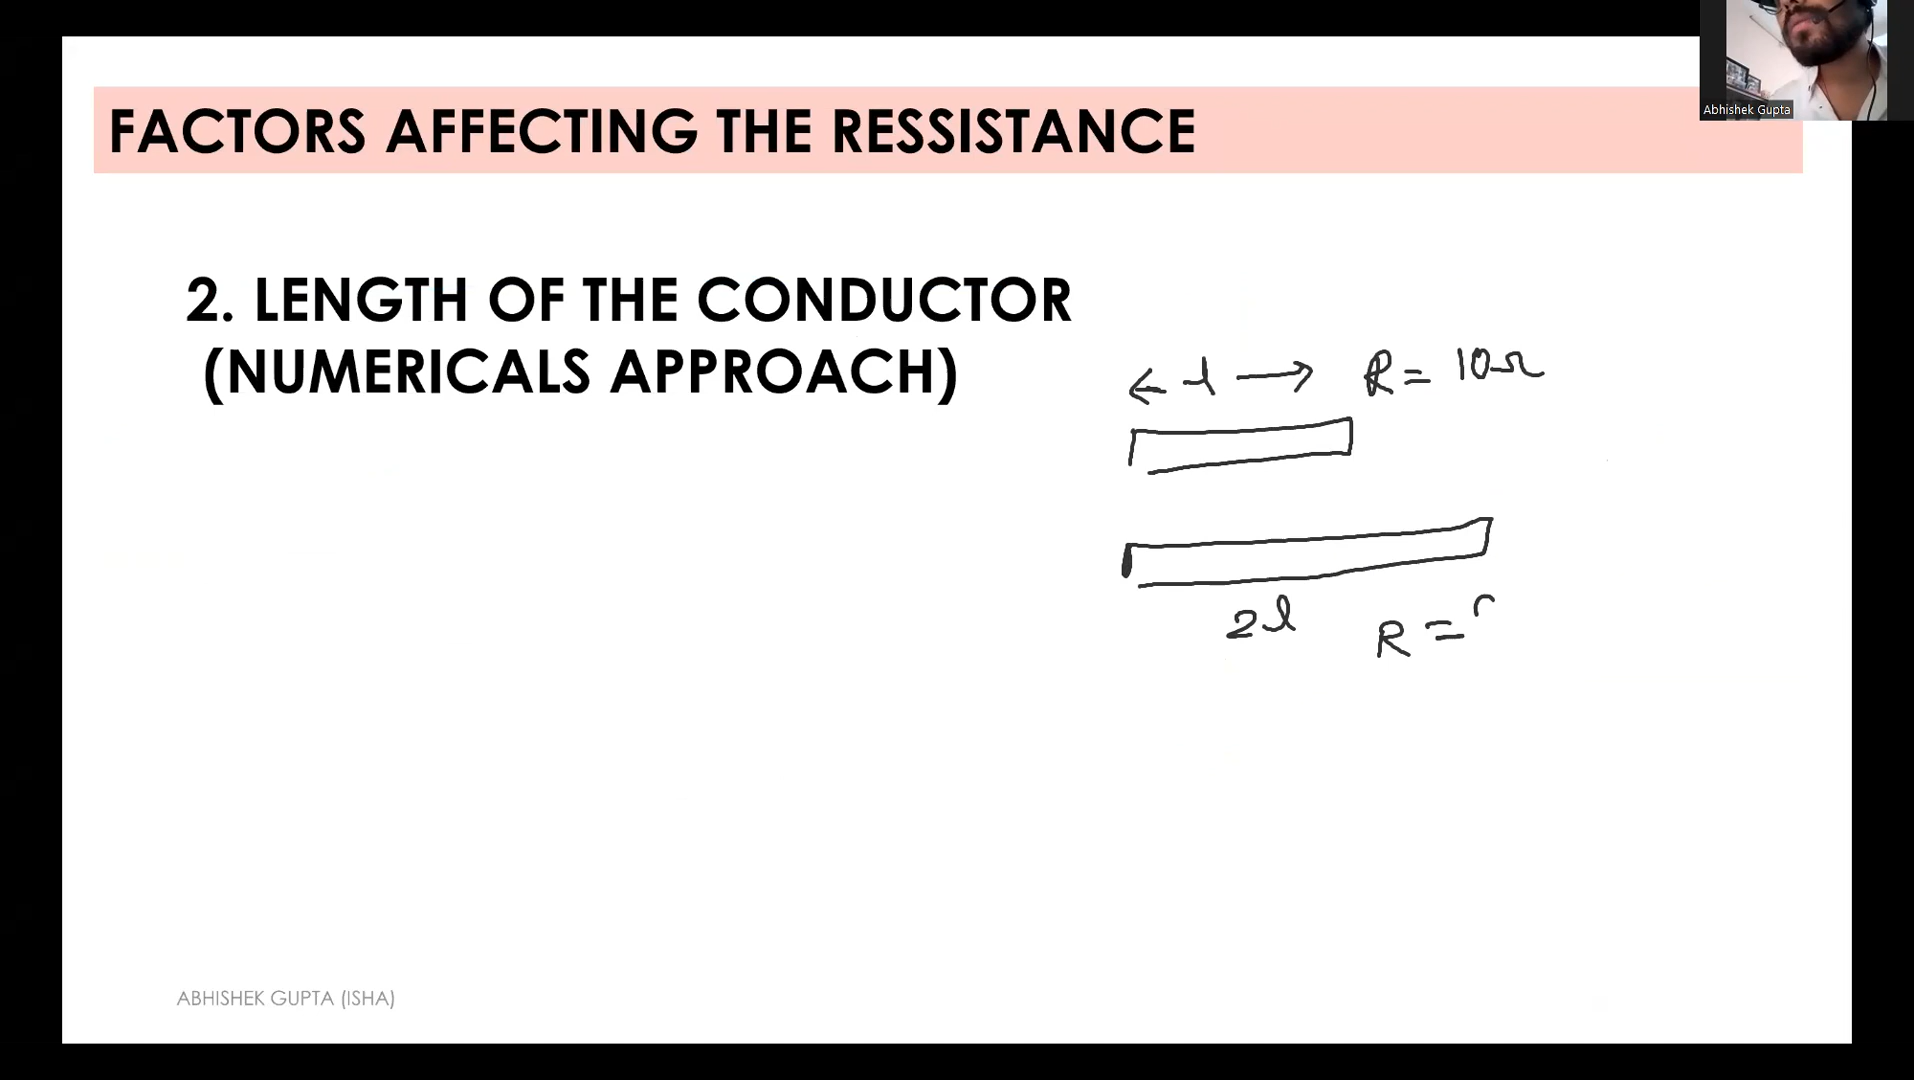 Abhishek Gupta
FACTORS AFFECTING THE RESSISTANCE
2. LENGTH OF THE CONDUCTOR
(NUMERICALS APPROACH)
← l → R = 10Ω
2l R =
ABHISHEK GUPTA (ISHA)